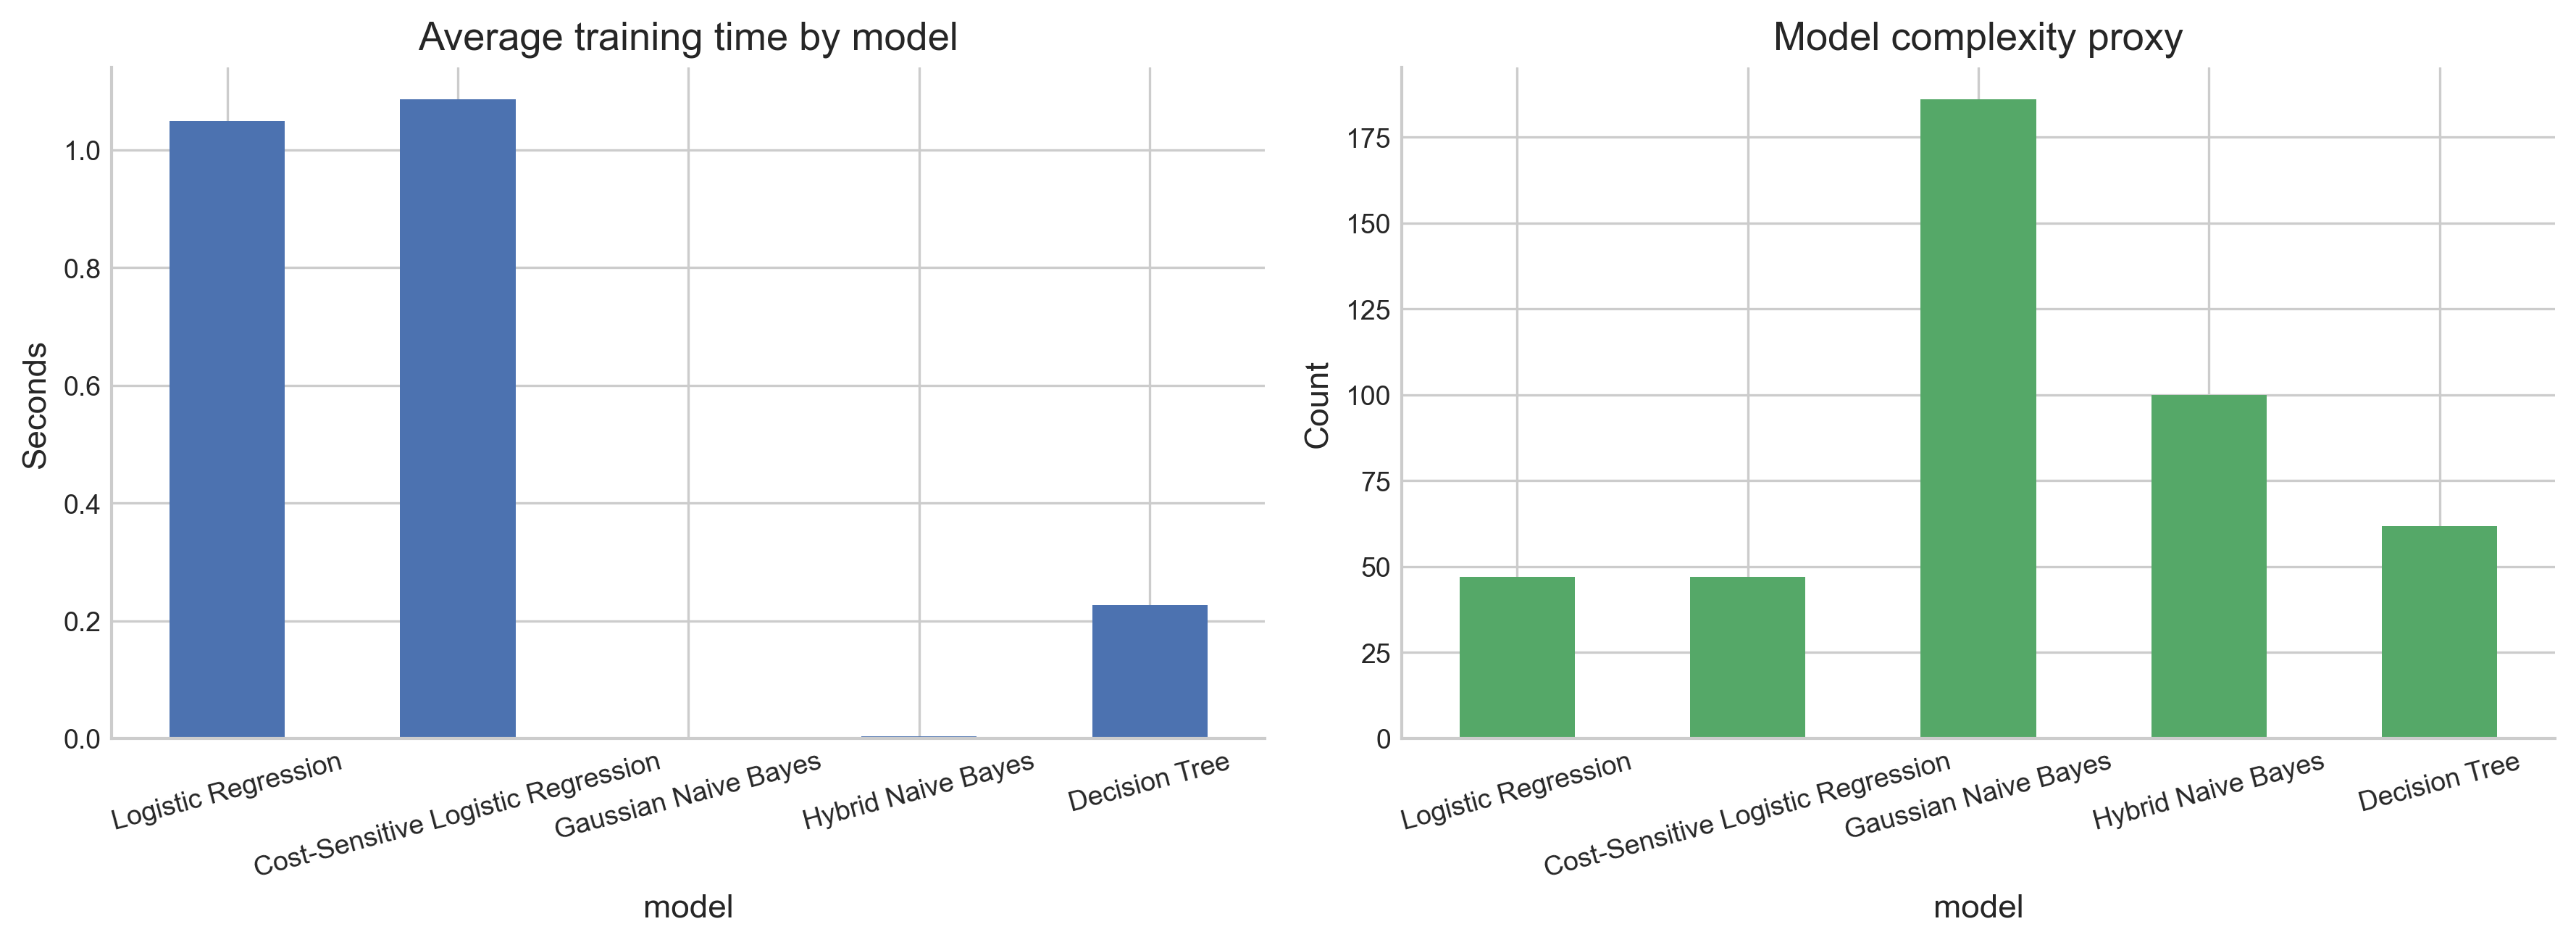 Average training time by model
Seconds
1.0
0.8
0.6
0.4
0.2
0.0
Logistic Regression
Cost-Sensitive Logistic Regression
Gaussian Naive Bayes
Hybrid Naive Bayes
Decision Tree
model
Model complexity proxy
Count
175
150
125
100
75
50
25
0
Logistic Regression
Cost-Sensitive Logistic Regression
Gaussian Naive Bayes
Hybrid Naive Bayes
Decision Tree
model